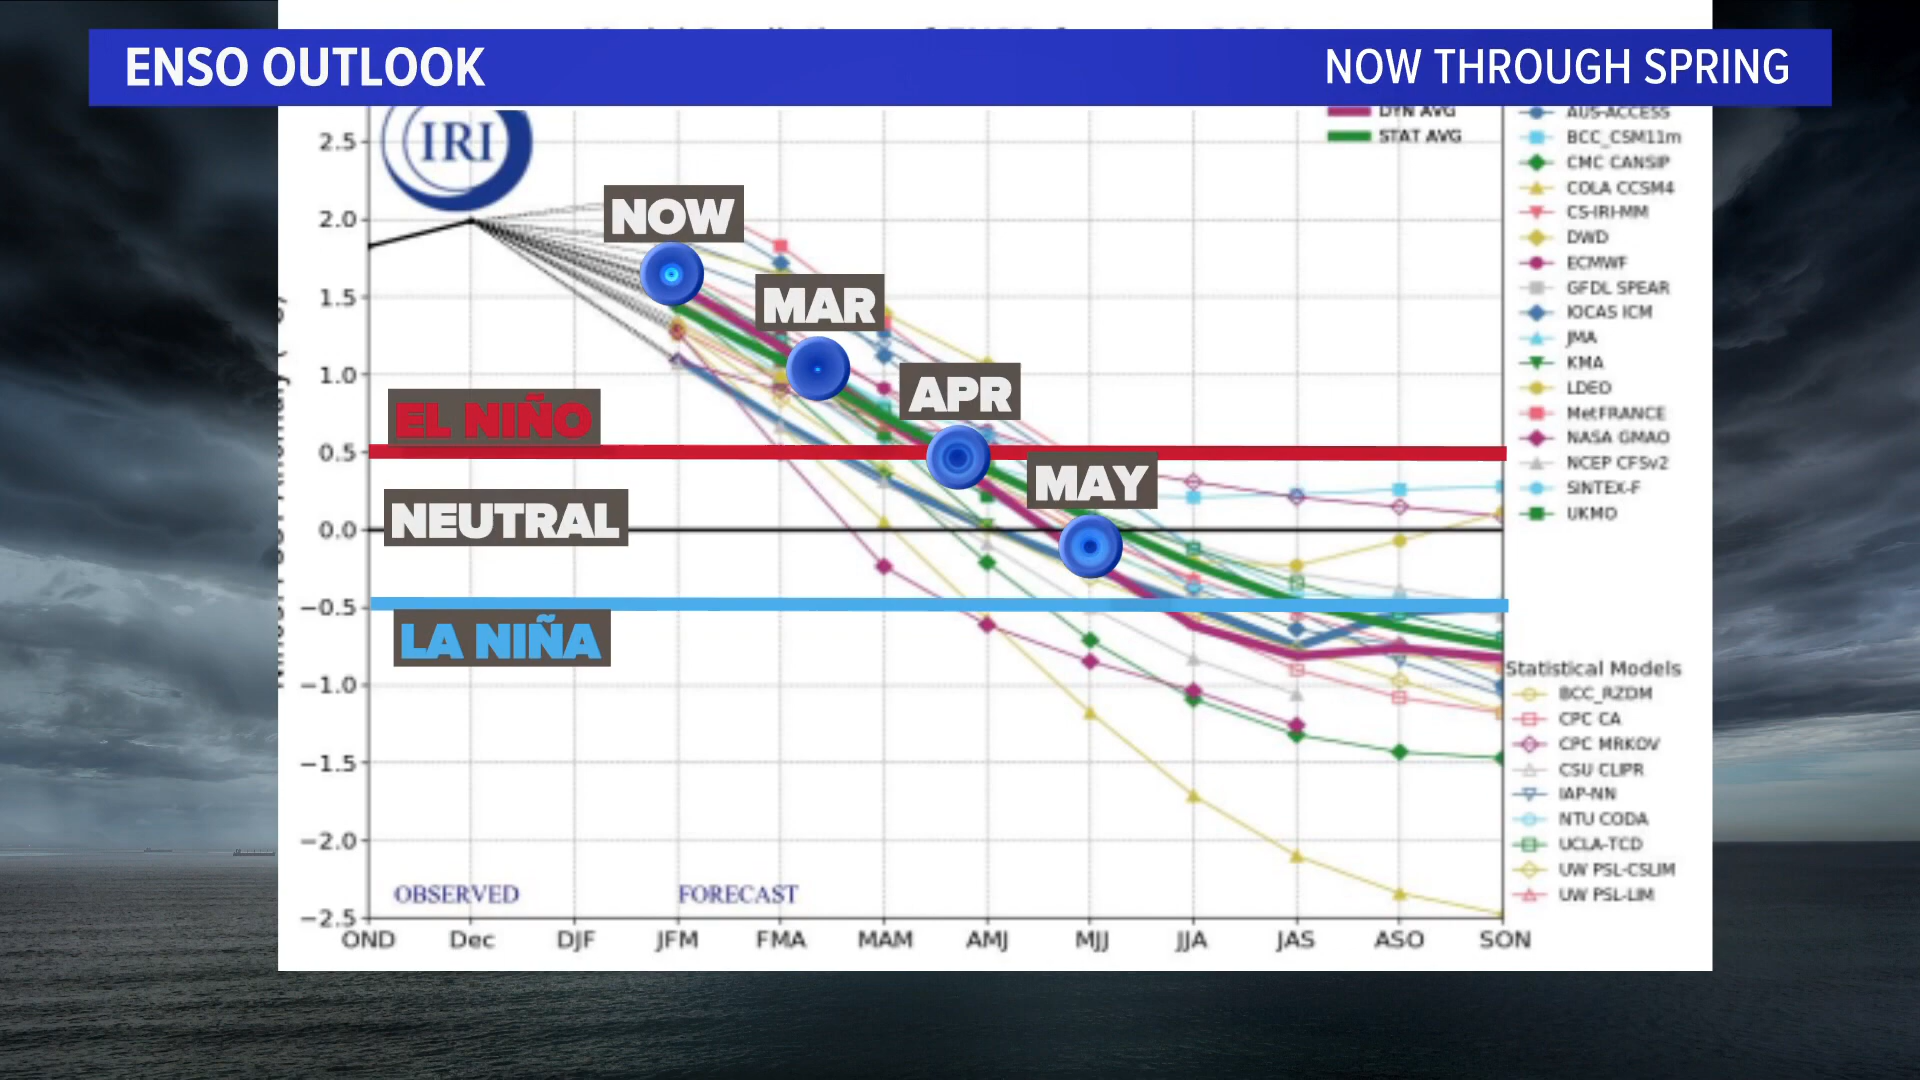 ENSO OUTLOOK
NOW THROUGH SPRING
IRI
DYN AVG
STAT AVG
AUS-ACCESS
BCC_CSM11m
CMC CANSIP
COLA CCSM4
CS-IRI-MM
DWD
ECMWF
GFDL SPEAR
IOCAS ICM
JMA
KMA
LDEO
MetFRANCE
NASA GMAO
NCEP CFSv2
SINTEX-F
UKMO
Statistical Models
BCC_RZDM
CPC CA
CPC MRKOV
CSU CLIPR
IAP-NN
NTU CODA
UCLA-TCD
UW PSL-CSLIM
UW PSL-LIM
NOW
MAR
APR
MAY
EL NIÑO
NEUTRAL
LA NIÑA
2.5
2.0
1.5
1.0
0.5
0.0
−0.5
−1.0
−1.5
−2.0
−2.5
OBSERVED
FORECAST
OND Dec DJF JFM FMA MAM AMJ MJJ JJA JAS ASO SON